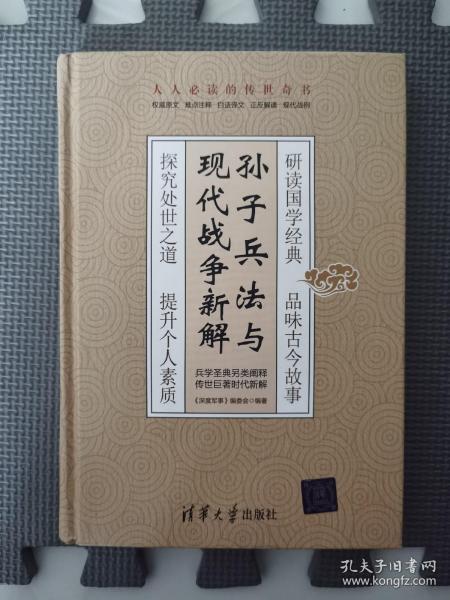 人人必读的传世奇书
权威原文 难点注释 白话译文 正反解读 现代战例
研读国学经典 品味古今故事
孙子兵法与
现代战争新解
兵学圣典另类阐释
传世巨著时代新解
《深度军事》编委会◎编著
探究处世之道 提升个人素质
清华大学出版社
孔夫子旧书网
www.kongfz.com